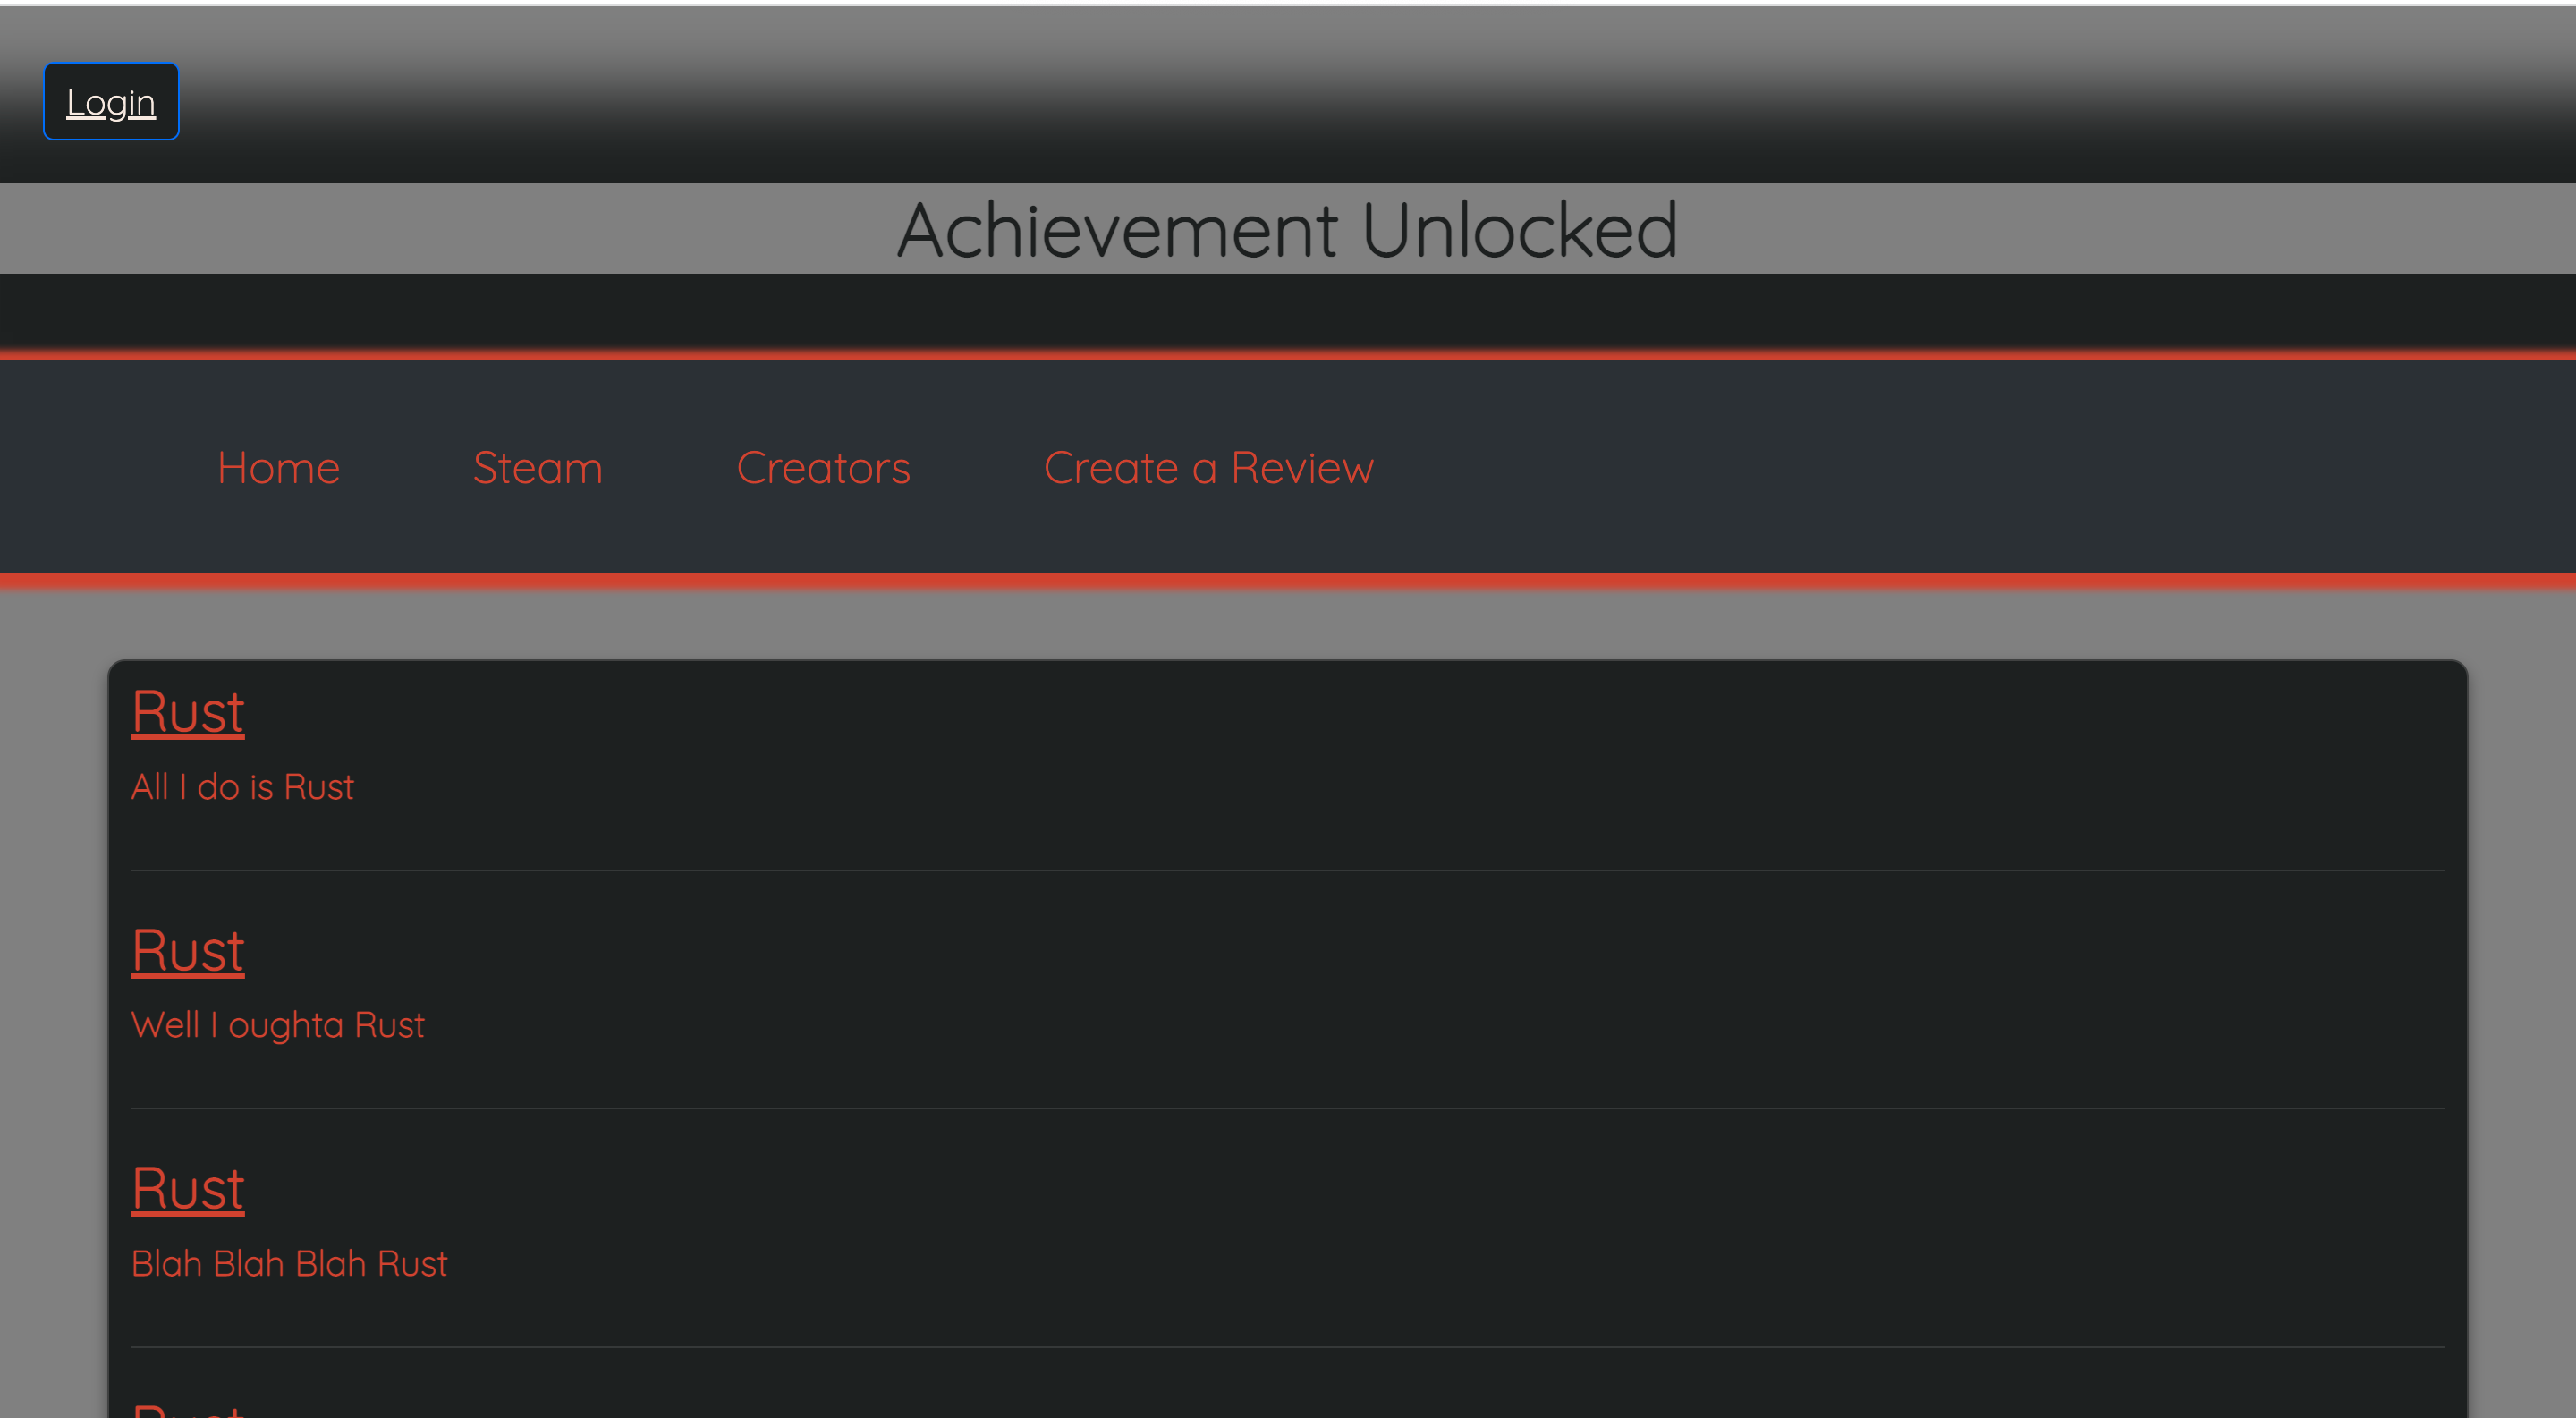 Login
Achievement Unlocked
Home Steam Creators Create a Review
Rust
All I do is Rust
Rust
Well I oughta Rust
Rust
Blah Blah Blah Rust
Rust